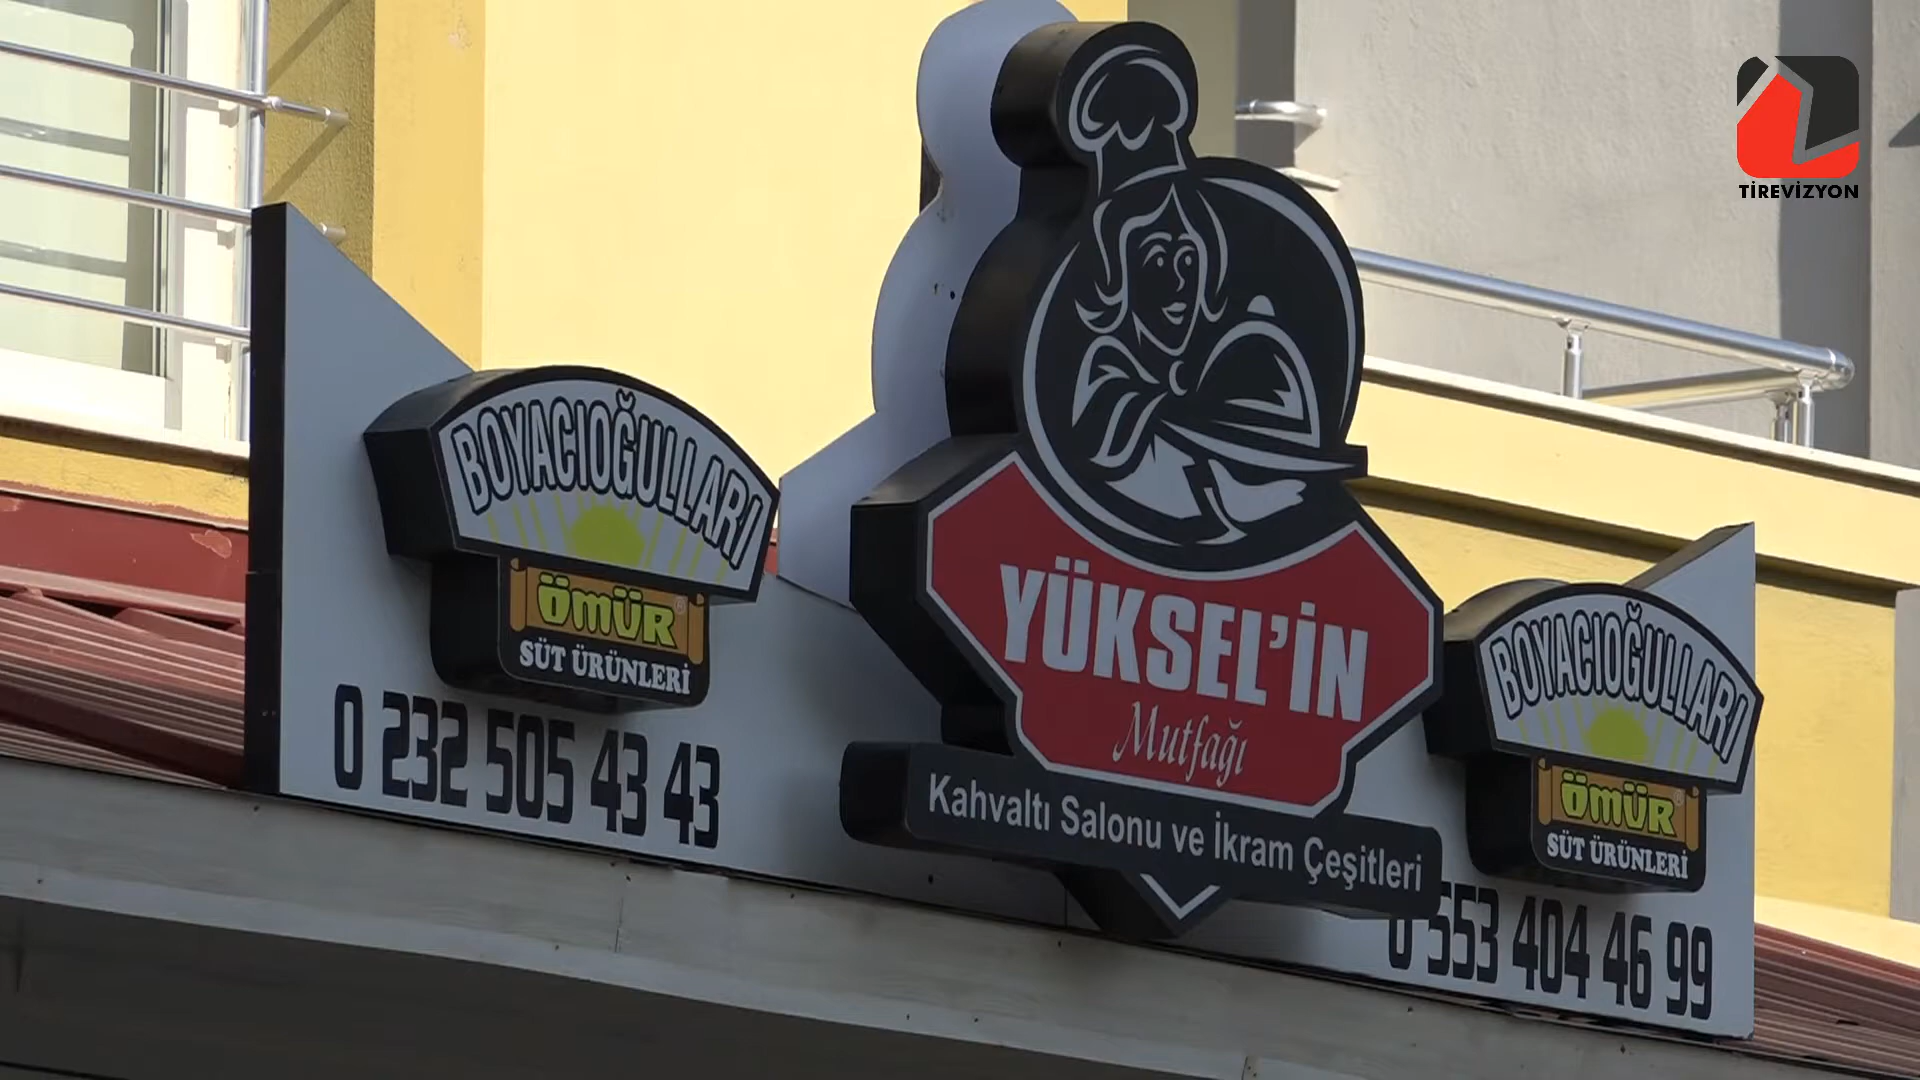 TİREVİZYON
BOYACIOĞULLARI
ÖMÜR®
SÜT ÜRÜNLERİ
0 232 505 43 43
YÜKSEL'İN
Mutfağı
Kahvaltı Salonu ve İkram Çeşitleri
BOYACIOĞULLARI
ÖMÜR®
SÜT ÜRÜNLERİ
0 553 404 46 99